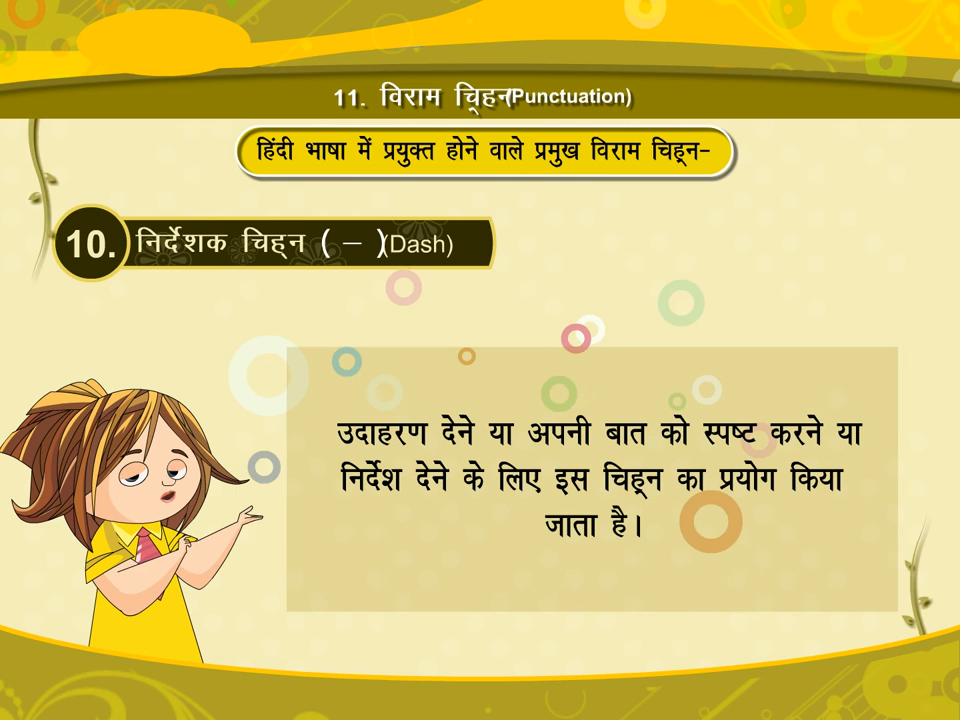 11. विराम चिह्न(Punctuation)
हिंदी भाषा में प्रयुक्त होने वाले प्रमुख विराम चिह्न-
10. निर्देशक चिह्न ( – )(Dash)
उदाहरण देने या अपनी बात को स्पष्ट करने या
निर्देश देने के लिए इस चिह्न का प्रयोग किया
जाता है।